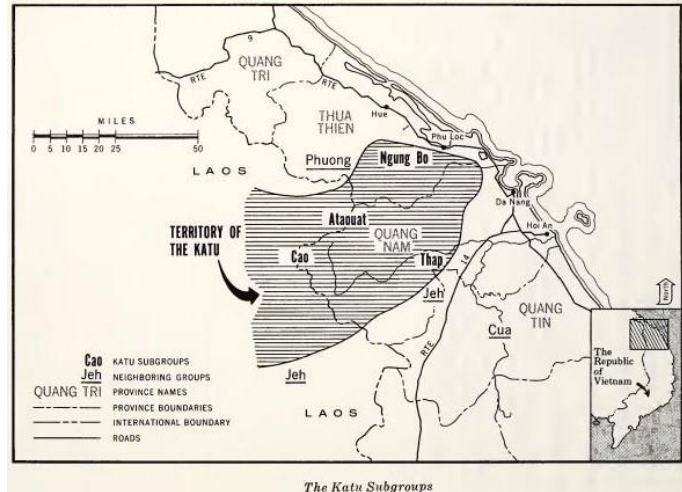 9
QUANG
TRI
RTE
RTE
MILES
0 5 10 15 20 25 50
THUA
THIEN
Hue
Phu Loc
LAOS
Phuong
Ngung Bo
Da Nang
Ataouat
Hoi An
TERRITORY OF
THE KATU
QUANG
NAM
Cao
Thap
14
Jeh
QUANG
TIN
North
Cua
The
Republic
of
Vietnam
Cao KATU SUBGROUPS
Jeh NEIGHBORING GROUPS
Jeh
RTE
QUANG TRI PROVINCE NAMES
PROVINCE BOUNDARIES
LAOS
INTERNATIONAL BOUNDARY
ROADS
The Katu Subgroups